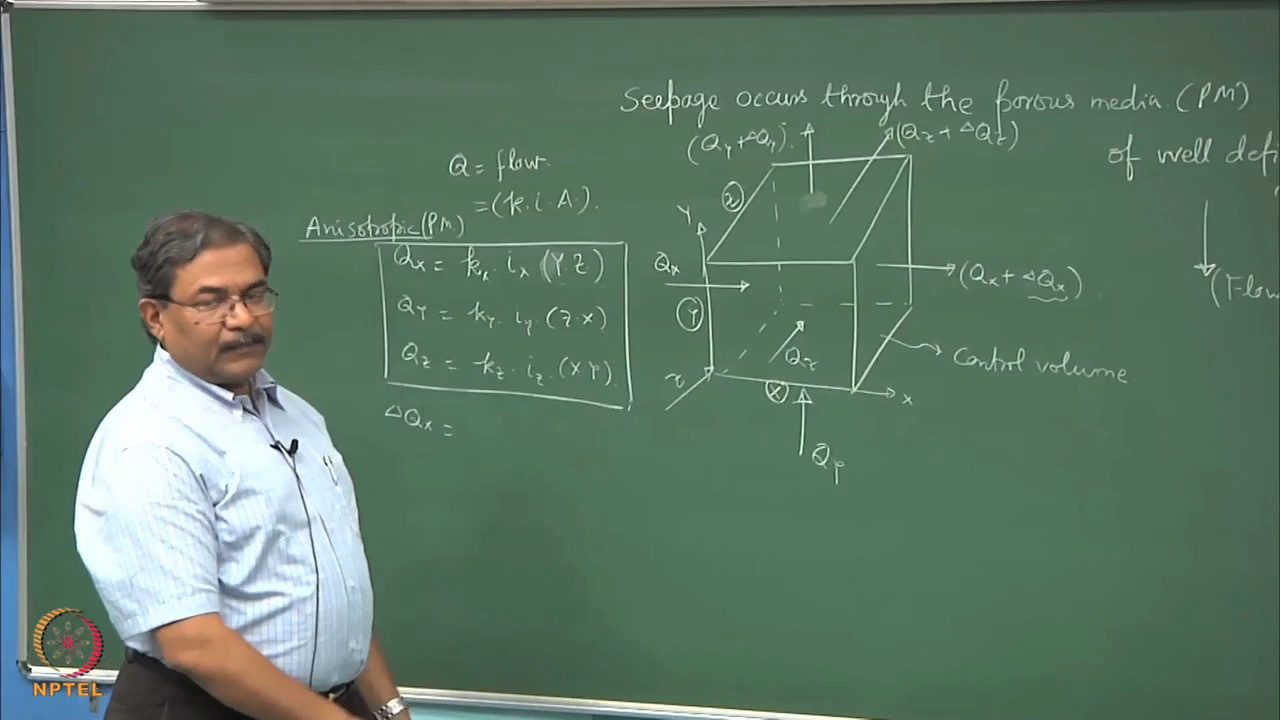 Seepage occurs through the porous media (PM)
of well defi
(Flow
Q = flow.
= (k. i. A.).
Anisotropic (P.M.)
Qx = kx. ix (Y.Z)
QY = kY. iy. (Z.X)
Qz = kz. iz. (XY).
ΔQx =
(QY + ΔQY).
(Qz + ΔQz)
Z
Y
Qx
(Qx + ΔQx)
Y
Qz
Control volume
z
X
x
QY
NPTEL